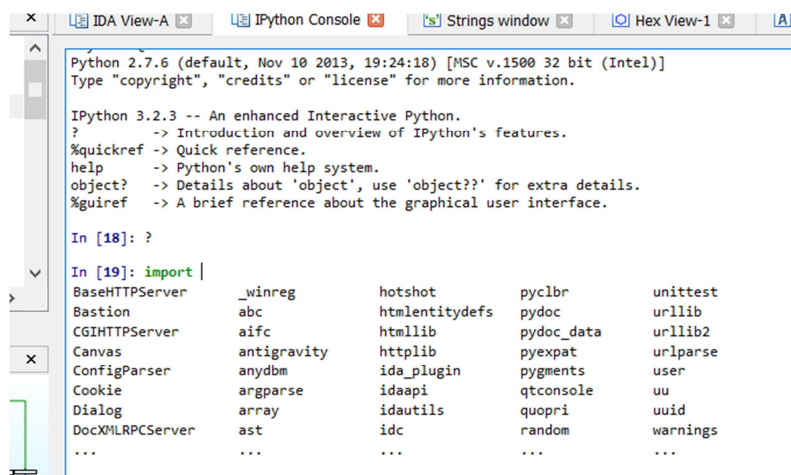 IDA View-A IPython Console Strings window Hex View-1
Python 2.7.6 (default, Nov 10 2013, 19:24:18) [MSC v.1500 32 bit (Intel)]
Type "copyright", "credits" or "license" for more information.
IPython 3.2.3 -- An enhanced Interactive Python.
? -> Introduction and overview of IPython's features.
%quickref -> Quick reference.
help -> Python's own help system.
object? -> Details about 'object', use 'object??' for extra details.
%guiref -> A brief reference about the graphical user interface.
In [18]: ?
In [19]: import
BaseHTTPServer _winreg hotshot pyclbr unittest
Bastion abc htmlentitydefs pydoc urllib
CGIHTTPServer aifc htmllib pydoc_data urllib2
Canvas antigravity httplib pyexpat urlparse
ConfigParser anydbm ida_plugin pygments user
Cookie argparse idaapi qtconsole uu
Dialog array idautils quopri uuid
DocXMLRPCServer ast idc random warnings
... ... ... ... ...